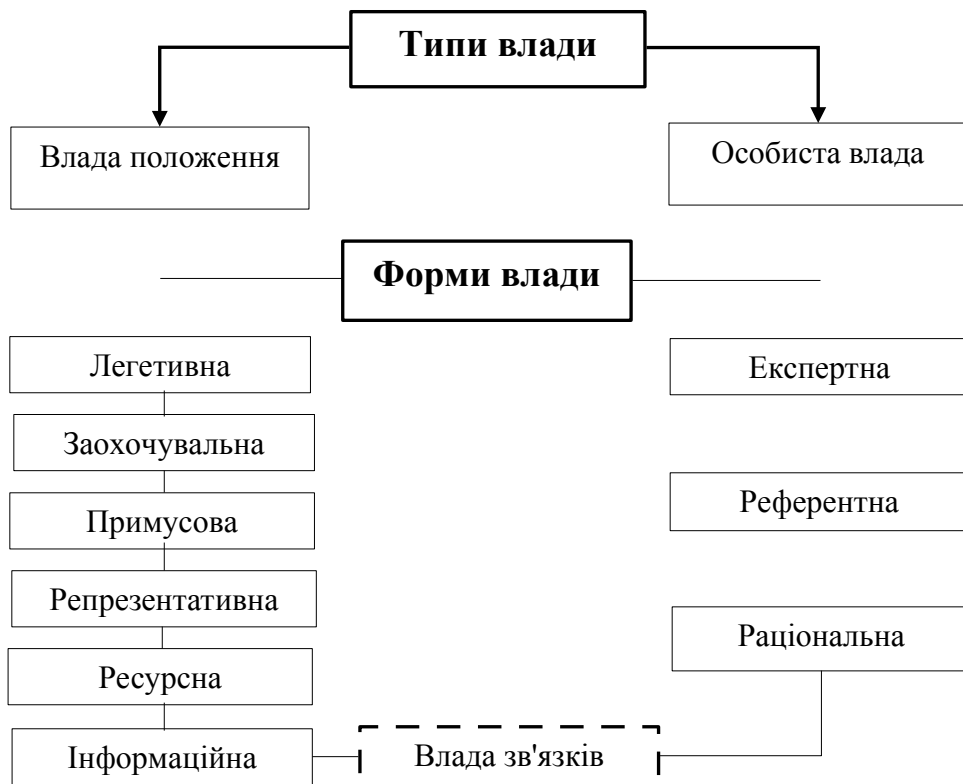 Типи влади
Влада положення
Особиста влада
Форми влади
Легетивна
Експертна
Заохочувальна
Примусова
Референтна
Репрезентативна
Раціональна
Ресурсна
Інформаційна
Влада зв'язків